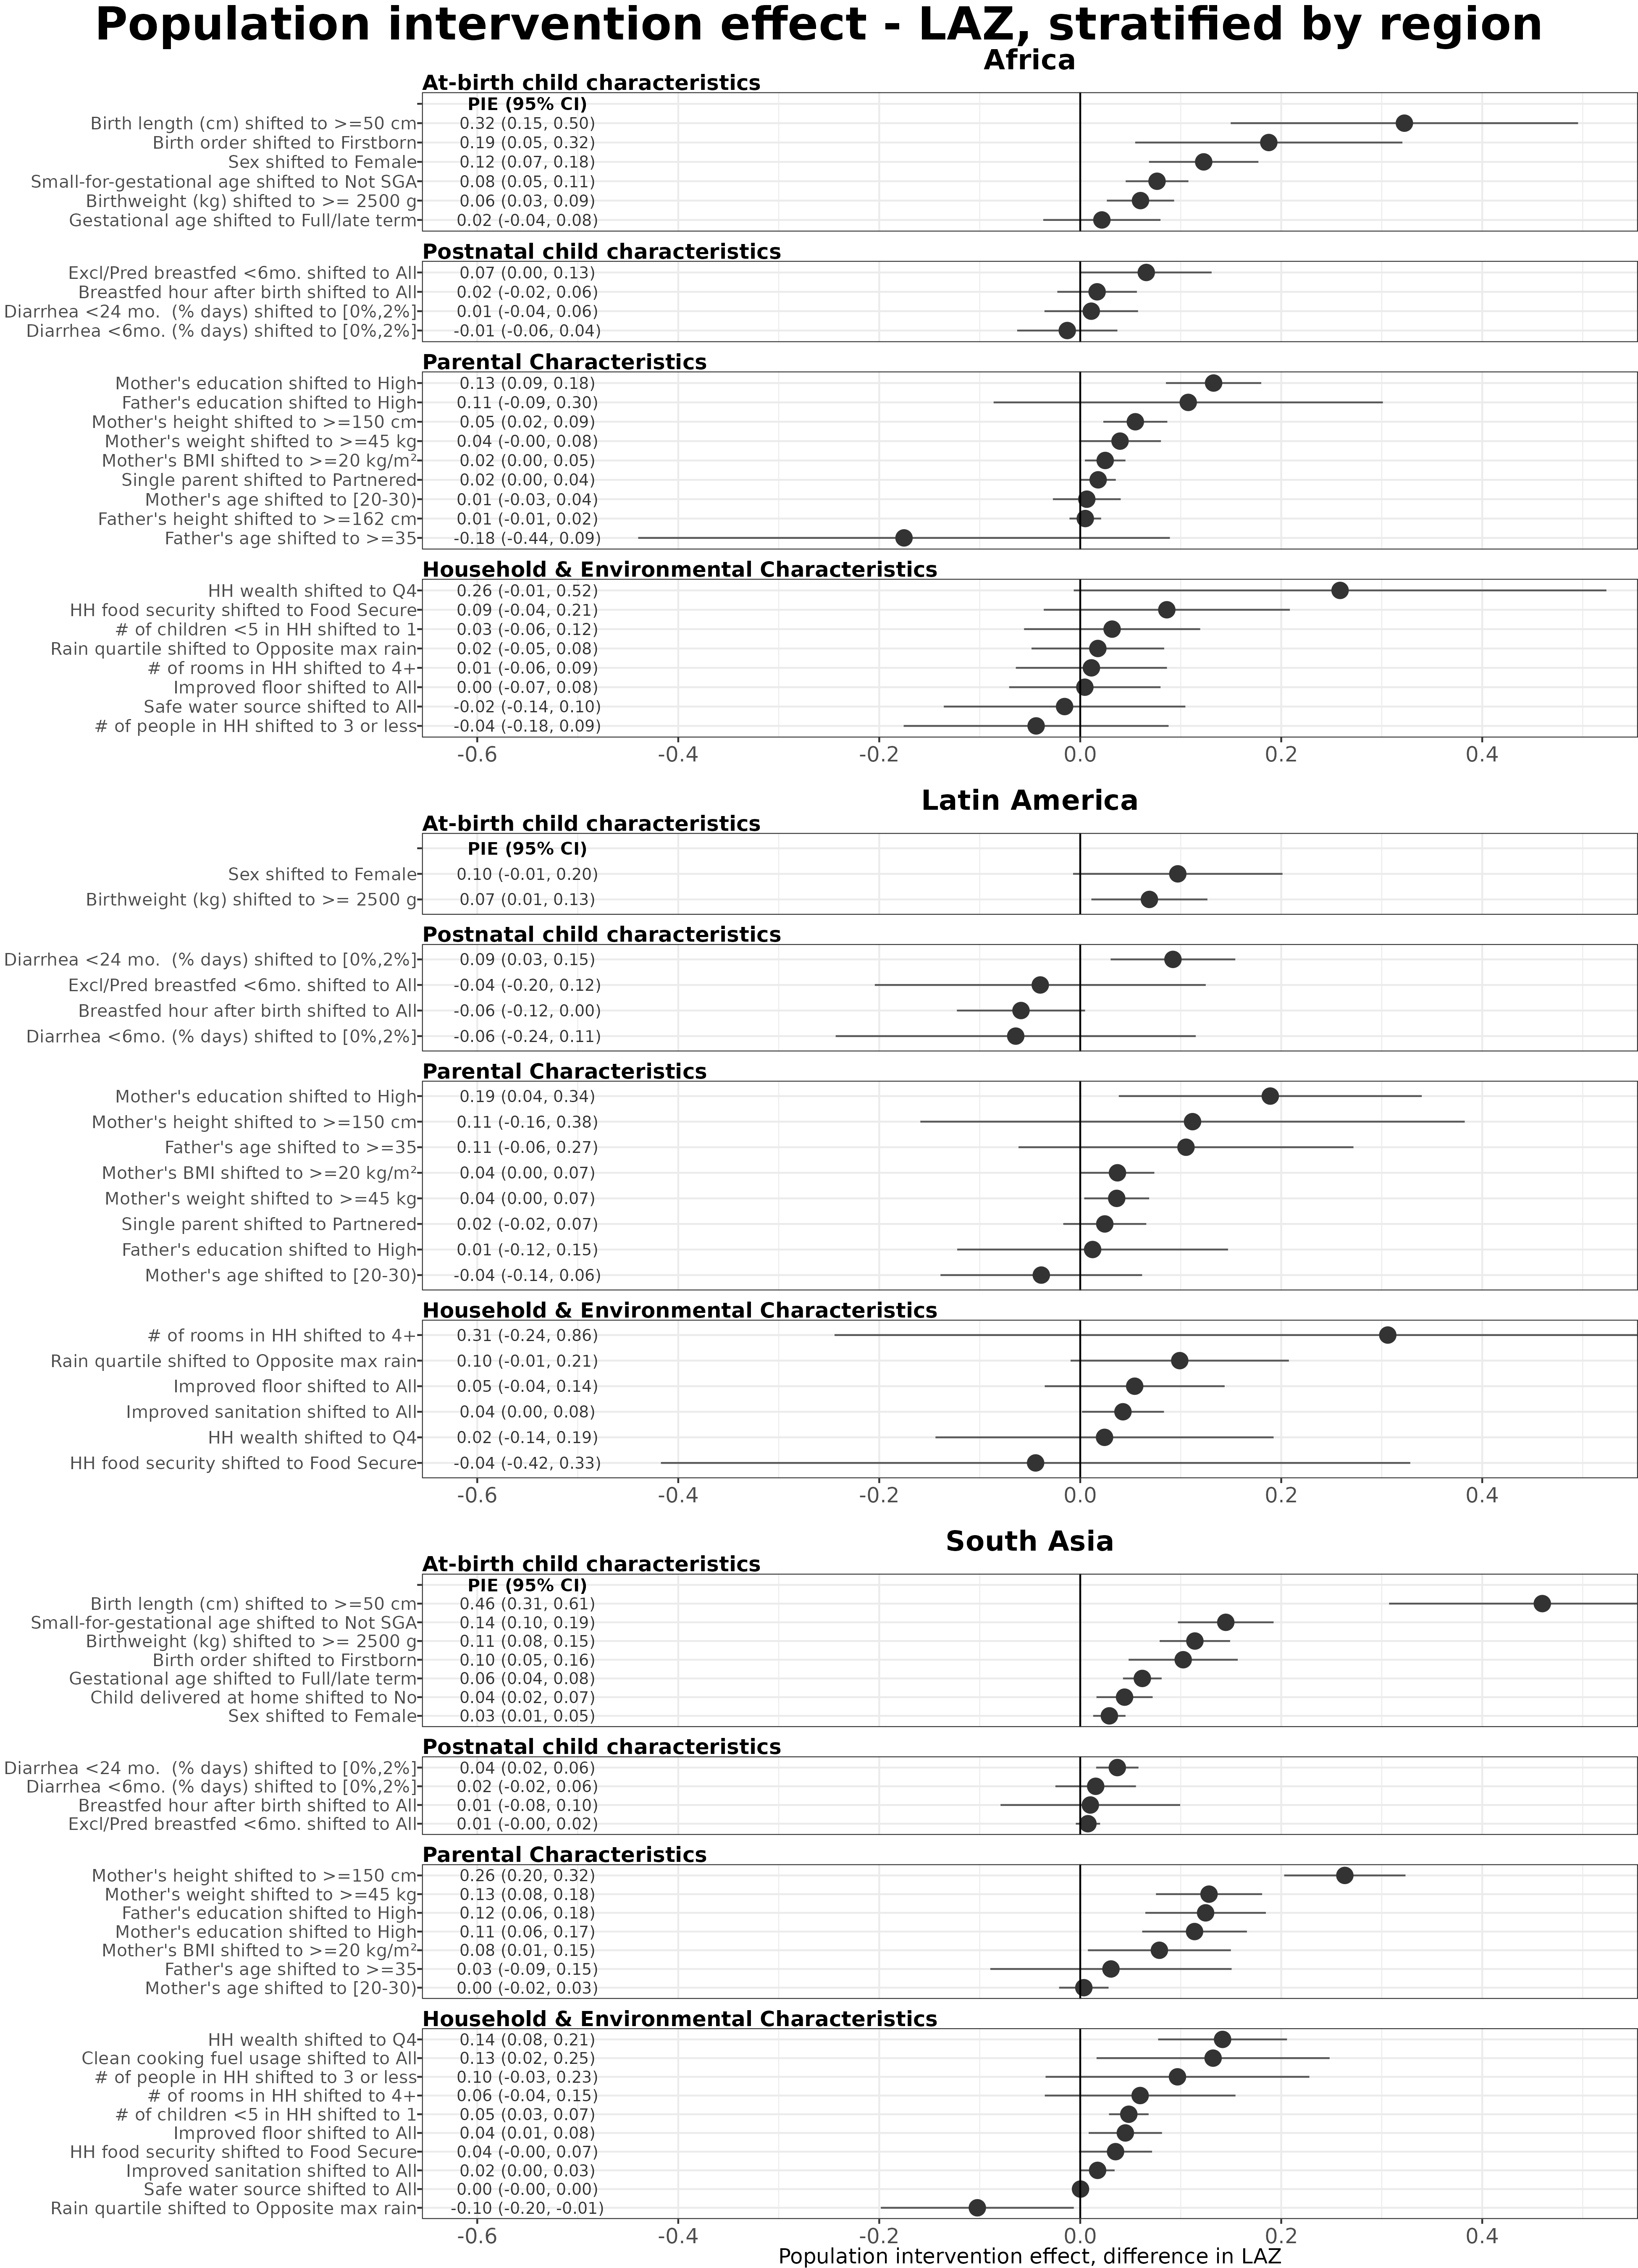 Population intervention effect - LAZ, stratified by region
Africa
At-birth child characteristics
PIE (95% CI)
Birth length (cm) shifted to >=50 cm 0.32 (0.15, 0.50)
Birth order shifted to Firstborn 0.19 (0.05, 0.32)
Sex shifted to Female 0.12 (0.07, 0.18)
Small-for-gestational age shifted to Not SGA 0.08 (0.05, 0.11)
Birthweight (kg) shifted to >= 2500 g 0.06 (0.03, 0.09)
Gestational age shifted to Full/late term 0.02 (-0.04, 0.08)
Postnatal child characteristics
Excl/Pred breastfed <6mo. shifted to All 0.07 (0.00, 0.13)
Breastfed hour after birth shifted to All 0.02 (-0.02, 0.06)
Diarrhea <24 mo.  (% days) shifted to [0%,2%] 0.01 (-0.04, 0.06)
Diarrhea <6mo. (% days) shifted to [0%,2%] -0.01 (-0.06, 0.04)
Parental Characteristics
Mother's education shifted to High 0.13 (0.09, 0.18)
Father's education shifted to High 0.11 (-0.09, 0.30)
Mother's height shifted to >=150 cm 0.05 (0.02, 0.09)
Mother's weight shifted to >=45 kg 0.04 (-0.00, 0.08)
Mother's BMI shifted to >=20 kg/m² 0.02 (0.00, 0.05)
Single parent shifted to Partnered 0.02 (0.00, 0.04)
Mother's age shifted to [20-30) 0.01 (-0.03, 0.04)
Father's height shifted to >=162 cm 0.01 (-0.01, 0.02)
Father's age shifted to >=35 -0.18 (-0.44, 0.09)
Household & Environmental Characteristics
HH wealth shifted to Q4 0.26 (-0.01, 0.52)
HH food security shifted to Food Secure 0.09 (-0.04, 0.21)
# of children <5 in HH shifted to 1 0.03 (-0.06, 0.12)
Rain quartile shifted to Opposite max rain 0.02 (-0.05, 0.08)
# of rooms in HH shifted to 4+ 0.01 (-0.06, 0.09)
Improved floor shifted to All 0.00 (-0.07, 0.08)
Safe water source shifted to All -0.02 (-0.14, 0.10)
# of people in HH shifted to 3 or less -0.04 (-0.18, 0.09)
-0.6 -0.4 -0.2 0.0 0.2 0.4
Latin America
At-birth child characteristics
PIE (95% CI)
Sex shifted to Female 0.10 (-0.01, 0.20)
Birthweight (kg) shifted to >= 2500 g 0.07 (0.01, 0.13)
Postnatal child characteristics
Diarrhea <24 mo.  (% days) shifted to [0%,2%] 0.09 (0.03, 0.15)
Excl/Pred breastfed <6mo. shifted to All -0.04 (-0.20, 0.12)
Breastfed hour after birth shifted to All -0.06 (-0.12, 0.00)
Diarrhea <6mo. (% days) shifted to [0%,2%] -0.06 (-0.24, 0.11)
Parental Characteristics
Mother's education shifted to High 0.19 (0.04, 0.34)
Mother's height shifted to >=150 cm 0.11 (-0.16, 0.38)
Father's age shifted to >=35 0.11 (-0.06, 0.27)
Mother's BMI shifted to >=20 kg/m² 0.04 (0.00, 0.07)
Mother's weight shifted to >=45 kg 0.04 (0.00, 0.07)
Single parent shifted to Partnered 0.02 (-0.02, 0.07)
Father's education shifted to High 0.01 (-0.12, 0.15)
Mother's age shifted to [20-30) -0.04 (-0.14, 0.06)
Household & Environmental Characteristics
# of rooms in HH shifted to 4+ 0.31 (-0.24, 0.86)
Rain quartile shifted to Opposite max rain 0.10 (-0.01, 0.21)
Improved floor shifted to All 0.05 (-0.04, 0.14)
Improved sanitation shifted to All 0.04 (0.00, 0.08)
HH wealth shifted to Q4 0.02 (-0.14, 0.19)
HH food security shifted to Food Secure -0.04 (-0.42, 0.33)
-0.6 -0.4 -0.2 0.0 0.2 0.4
South Asia
At-birth child characteristics
PIE (95% CI)
Birth length (cm) shifted to >=50 cm 0.46 (0.31, 0.61)
Small-for-gestational age shifted to Not SGA 0.14 (0.10, 0.19)
Birthweight (kg) shifted to >= 2500 g 0.11 (0.08, 0.15)
Birth order shifted to Firstborn 0.10 (0.05, 0.16)
Gestational age shifted to Full/late term 0.06 (0.04, 0.08)
Child delivered at home shifted to No 0.04 (0.02, 0.07)
Sex shifted to Female 0.03 (0.01, 0.05)
Postnatal child characteristics
Diarrhea <24 mo.  (% days) shifted to [0%,2%] 0.04 (0.02, 0.06)
Diarrhea <6mo. (% days) shifted to [0%,2%] 0.02 (-0.02, 0.06)
Breastfed hour after birth shifted to All 0.01 (-0.08, 0.10)
Excl/Pred breastfed <6mo. shifted to All 0.01 (-0.00, 0.02)
Parental Characteristics
Mother's height shifted to >=150 cm 0.26 (0.20, 0.32)
Mother's weight shifted to >=45 kg 0.13 (0.08, 0.18)
Father's education shifted to High 0.12 (0.06, 0.18)
Mother's education shifted to High 0.11 (0.06, 0.17)
Mother's BMI shifted to >=20 kg/m² 0.08 (0.01, 0.15)
Father's age shifted to >=35 0.03 (-0.09, 0.15)
Mother's age shifted to [20-30) 0.00 (-0.02, 0.03)
Household & Environmental Characteristics
HH wealth shifted to Q4 0.14 (0.08, 0.21)
Clean cooking fuel usage shifted to All 0.13 (0.02, 0.25)
# of people in HH shifted to 3 or less 0.10 (-0.03, 0.23)
# of rooms in HH shifted to 4+ 0.06 (-0.04, 0.15)
# of children <5 in HH shifted to 1 0.05 (0.03, 0.07)
Improved floor shifted to All 0.04 (0.01, 0.08)
HH food security shifted to Food Secure 0.04 (-0.00, 0.07)
Improved sanitation shifted to All 0.02 (0.00, 0.03)
Safe water source shifted to All 0.00 (-0.00, 0.00)
Rain quartile shifted to Opposite max rain -0.10 (-0.20, -0.01)
-0.6 -0.4 -0.2 0.0 0.2 0.4
Population intervention effect, difference in LAZ